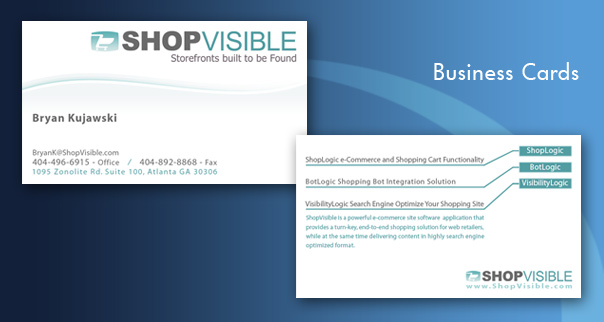 SHOPVISIBLE
Storefronts built to be Found
Business Cards
Bryan Kujawski
BryanK@ShopVisible.com
404-496-6915 - Office / 404-892-8868 - Fax
1095 Zonolite Rd. Suite 100, Atlanta GA 30306
ShopLogic
ShopLogic e-Commerce and Shopping Cart Functionality
BotLogic
BotLogic Shopping Bot Integration Solution
VisibilityLogic
VisibilityLogic Search Engine Optimize Your Shopping Site
ShopVisible is a powerful e-commerce site software application that
provides a turn-key, end-to-end shopping solution for web retailers,
while at the same time delivering content in highly search engine
optimized format.
SHOPVISIBLE
www.ShopVisible.com